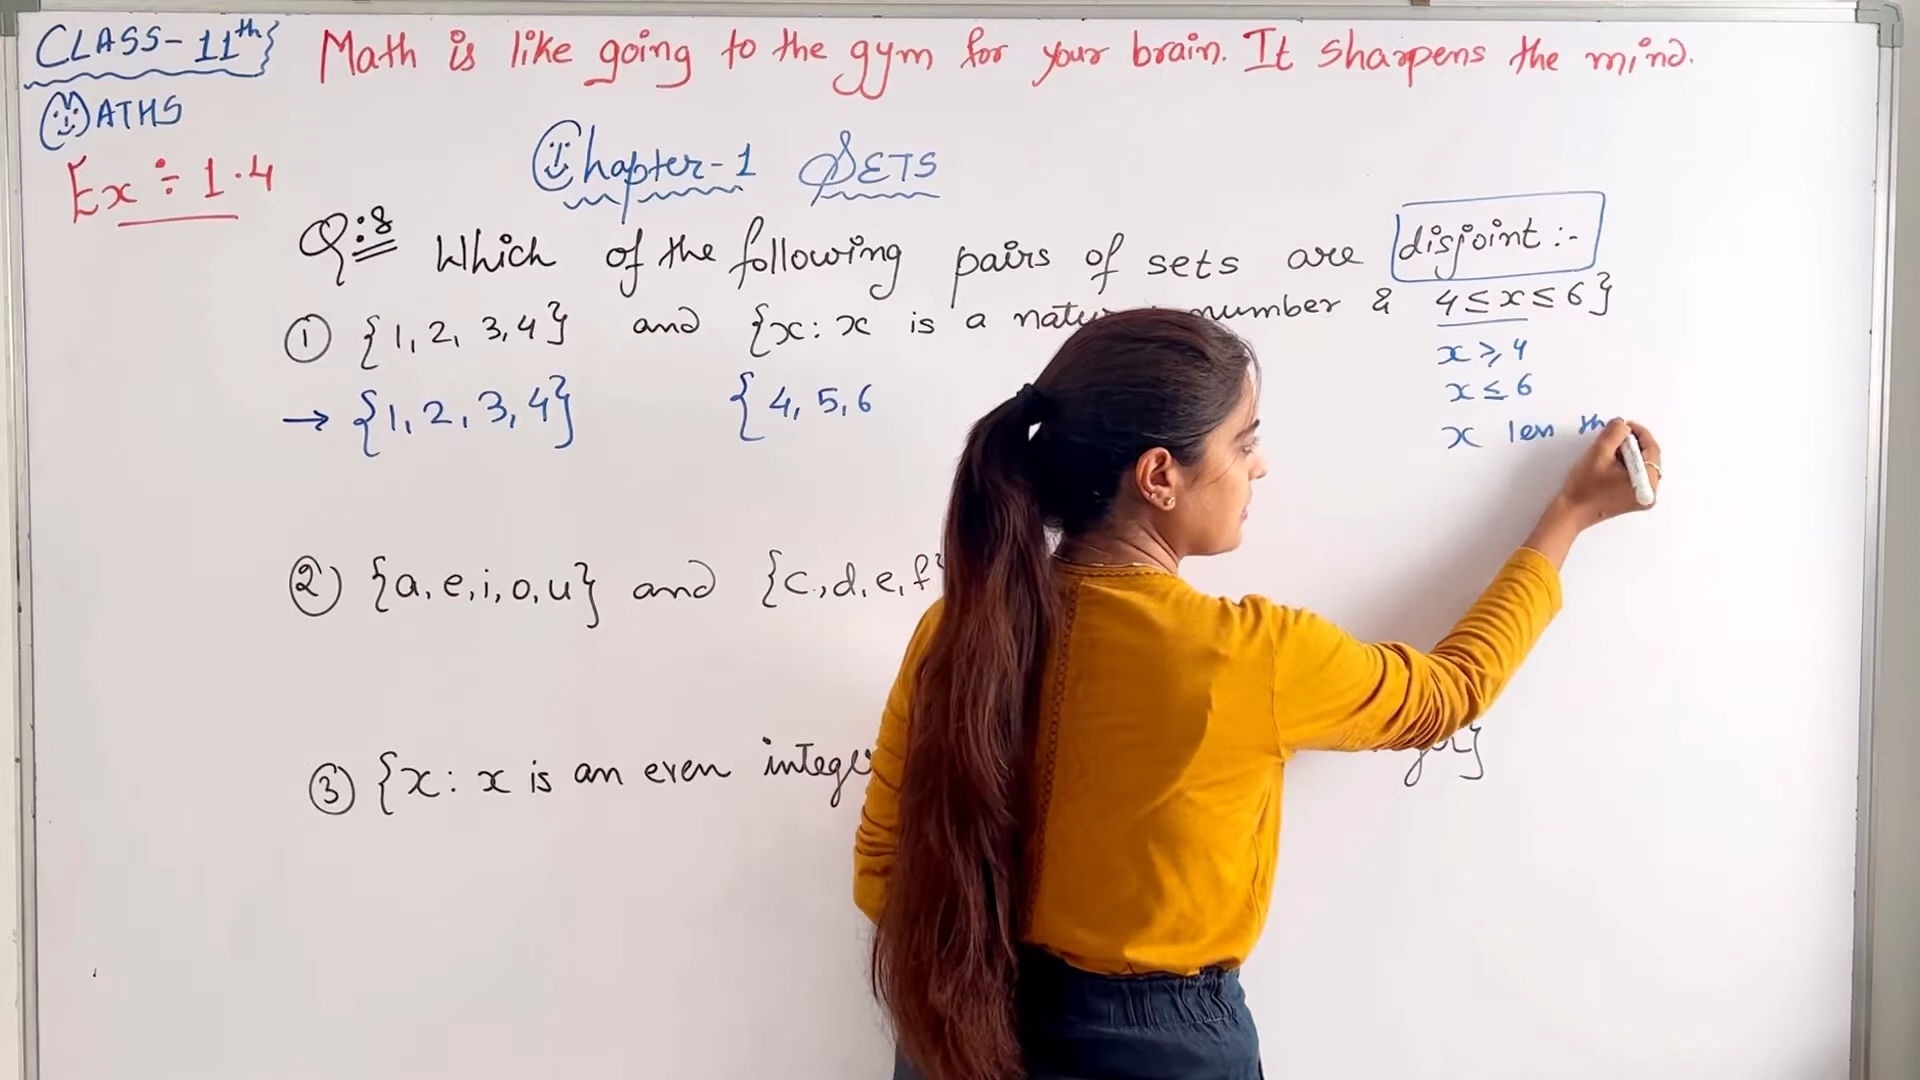 CLASS-11th} Math is like going to the gym for your brain. It sharpens the mind.
MATHS
Ex ÷ 1.4
Chapter-1 SETS
Q:8 Which of the following pairs of sets are disjoint :-
① {1, 2, 3, 4} and {x : x is a number & 4 ≤ x ≤ 6}
x ≥ 4
→ {1, 2, 3, 4} { 4, 5, 6
x ≤ 6
x less
② {a, e, i, o, u} and {c, d, e, f}
③ {x : x is an even